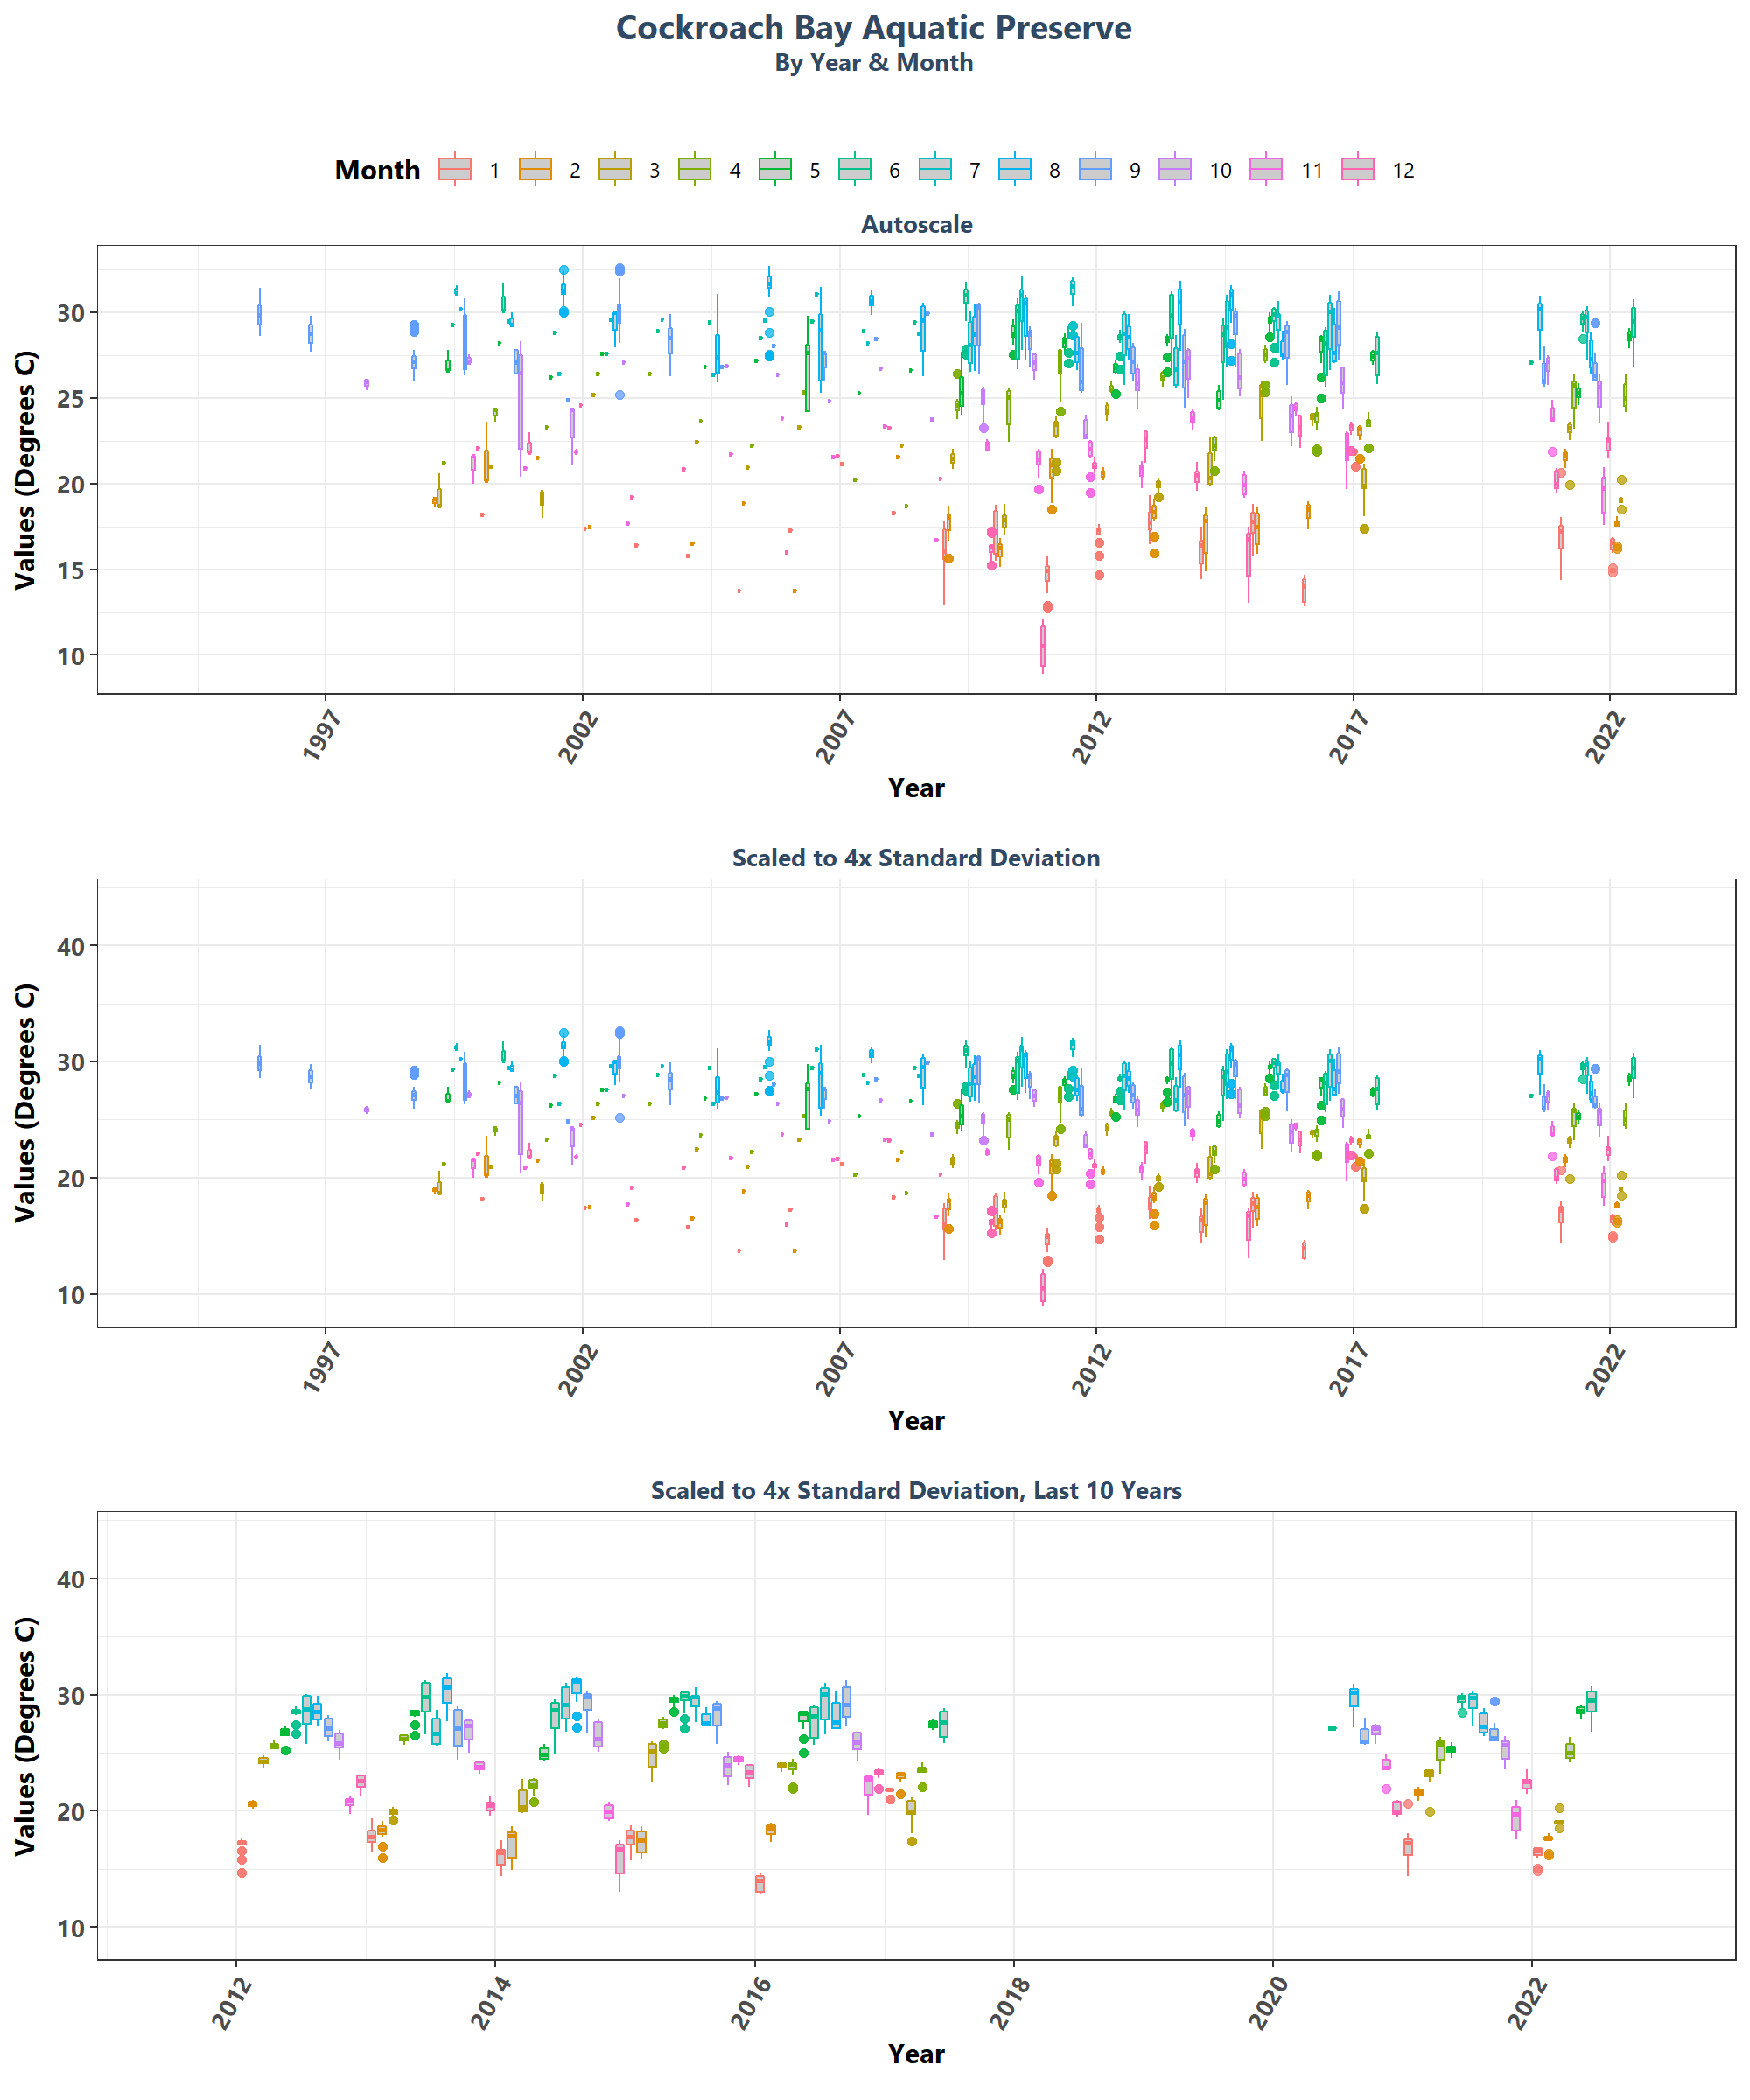 Cockroach Bay Aquatic Preserve
By Year & Month
Month 1 2 3 4 5 6 7 8 9 10 11 12
Autoscale
Values (Degrees C)
30
25
20
15
10
1997 2002 2007 2012 2017 2022
Year
Scaled to 4x Standard Deviation
Values (Degrees C)
40
30
20
10
1997 2002 2007 2012 2017 2022
Year
Scaled to 4x Standard Deviation, Last 10 Years
Values (Degrees C)
40
30
20
10
2012 2014 2016 2018 2020 2022
Year